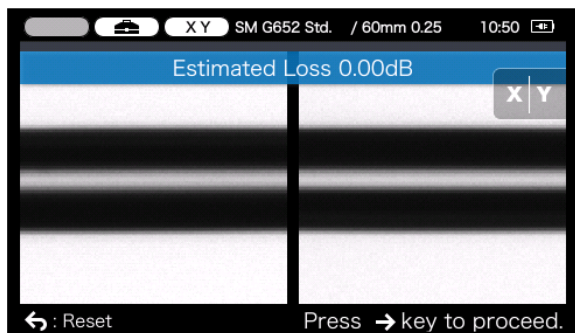 X Y SM G652 Std. / 60mm 0.25 10:50
Estimated Loss 0.00dB
X Y
: Reset Press → key to proceed.